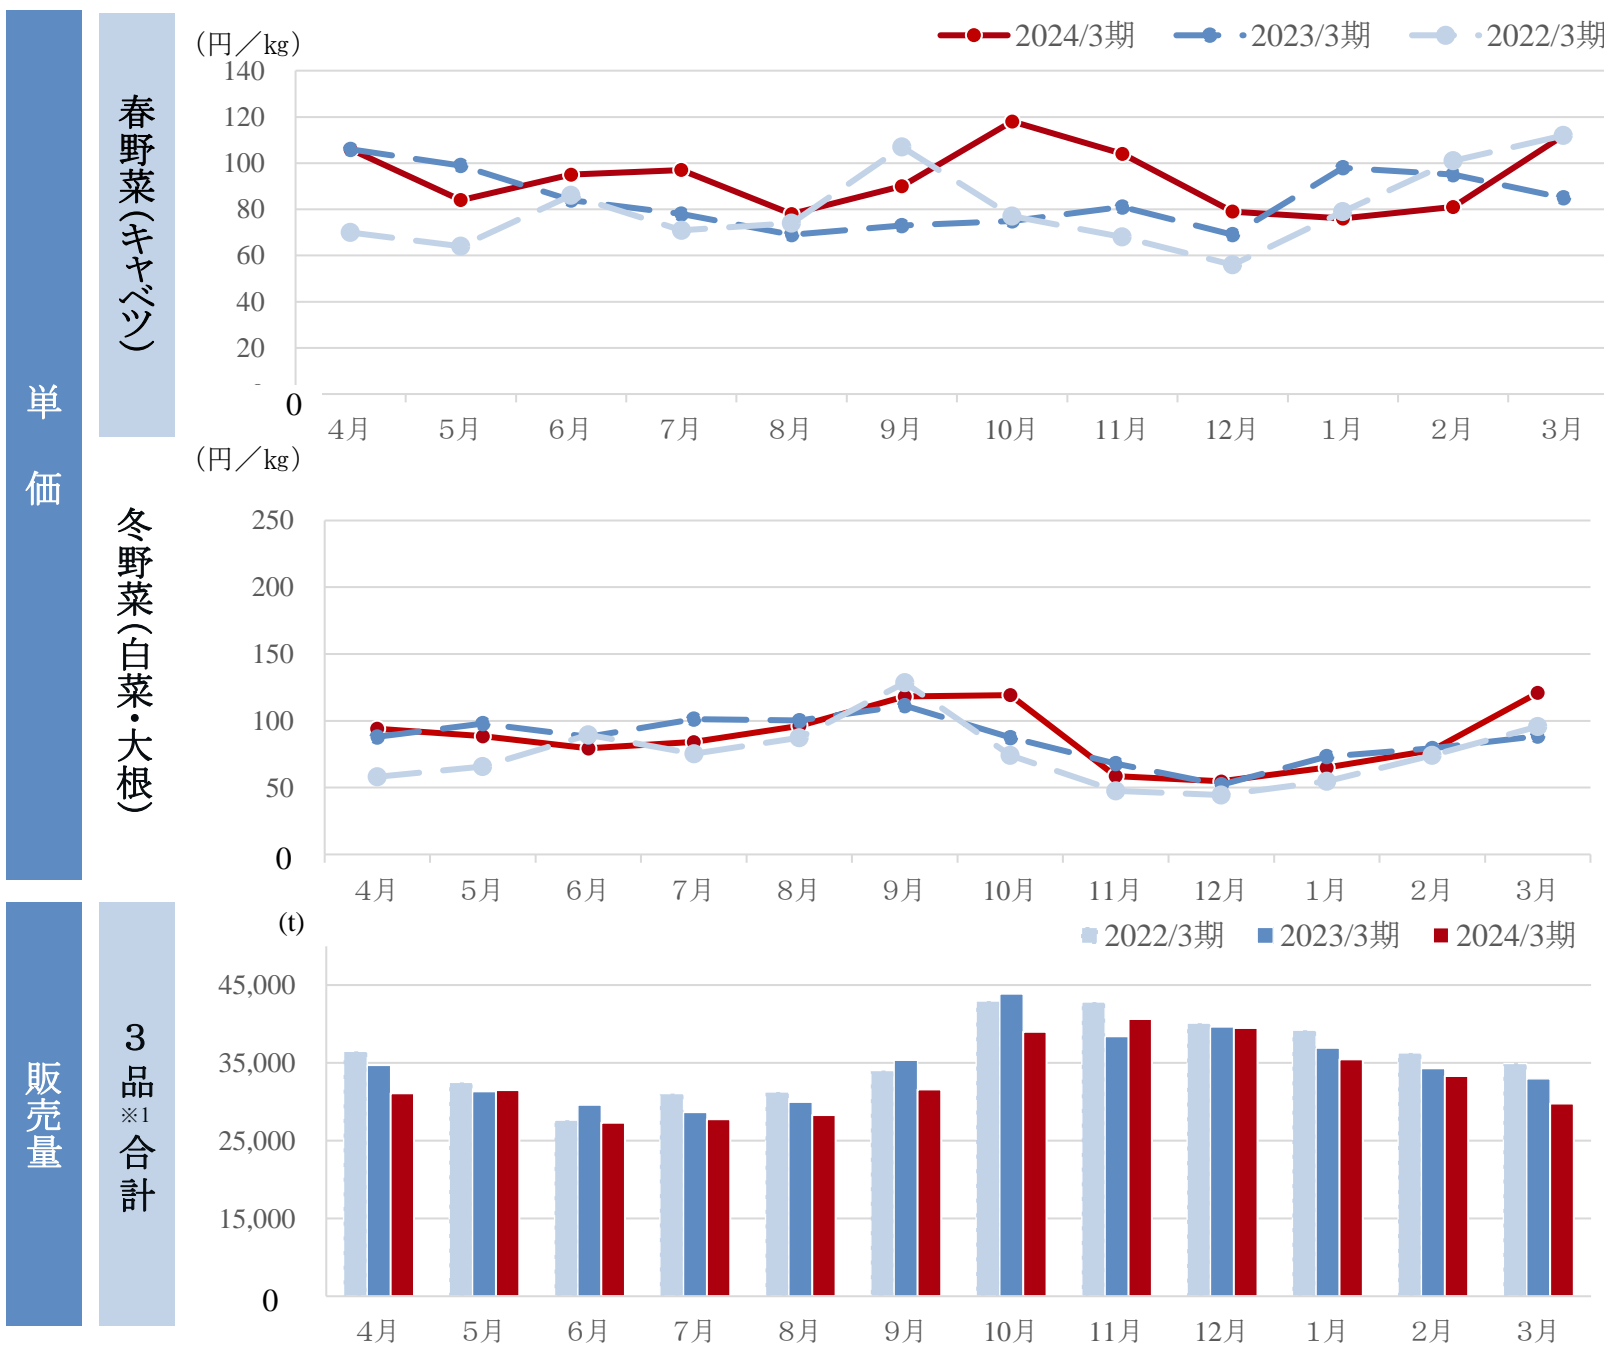 単価
春野菜(キャベツ)
(円/㎏)
2024/3期 2023/3期 2022/3期
140
120
100
80
60
40
20
0
4月 5月 6月 7月 8月 9月 10月 11月 12月 1月 2月 3月
冬野菜(白菜・大根)
(円/㎏)
250
200
150
100
50
0
4月 5月 6月 7月 8月 9月 10月 11月 12月 1月 2月 3月
販売量
3品※1合計
(t)
2022/3期 2023/3期 2024/3期
45,000
35,000
25,000
15,000
0
4月 5月 6月 7月 8月 9月 10月 11月 12月 1月 2月 3月